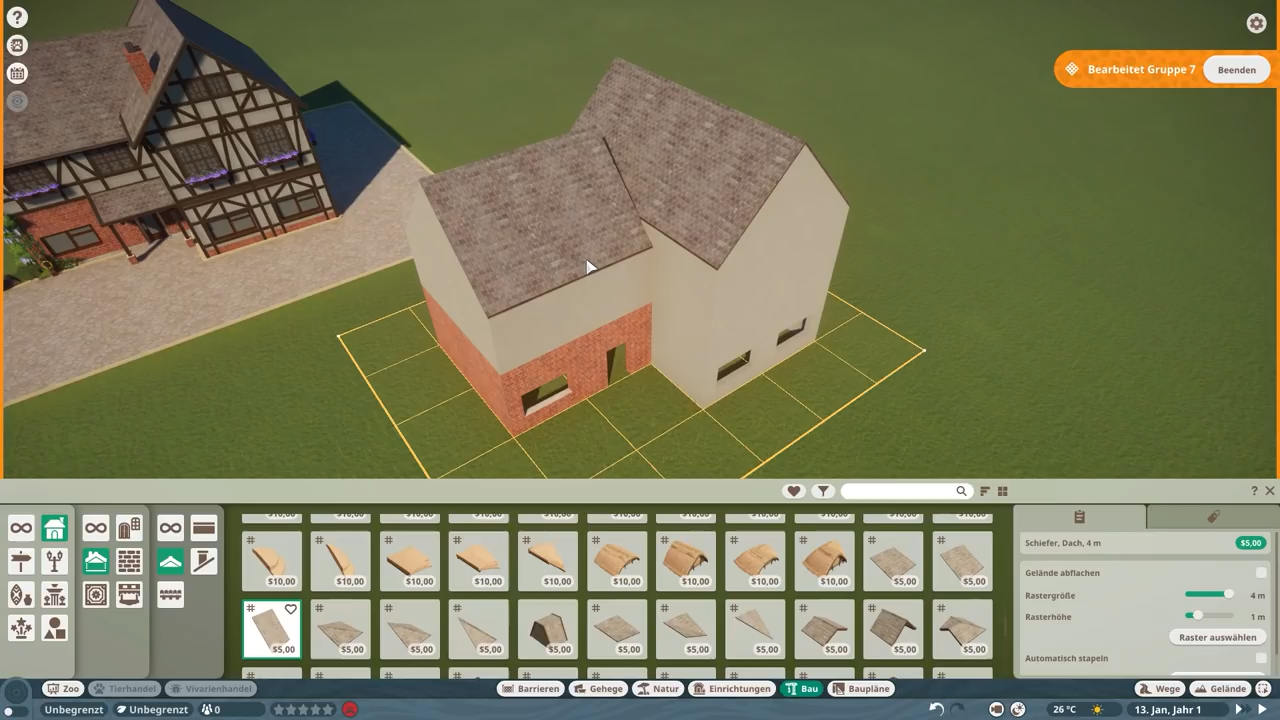 ?
Bearbeitet Gruppe 7
Beenden
?
$10,00 $10,00 $10,00 $10,00 $10,00 $10,00 $10,00 $10,00 $10,00 $5,00 $5,00
$5,00 $5,00 $5,00 $5,00 $5,00 $5,00 $5,00 $5,00 $5,00 $5,00 $5,00
Schiefer, Dach, 4 m
$5,00
Gelände abflachen
Rastergröße 4 m
Rasterhöhe 1 m
Raster auswählen
Automatisch stapeln
Zoo Tierhandel Vivarienhandel Barrieren Gehege Natur Einrichtungen Bau Baupläne Wege Gelände
Unbegrenzt Unbegrenzt 0 26 °C 13. Jan, Jahr 1